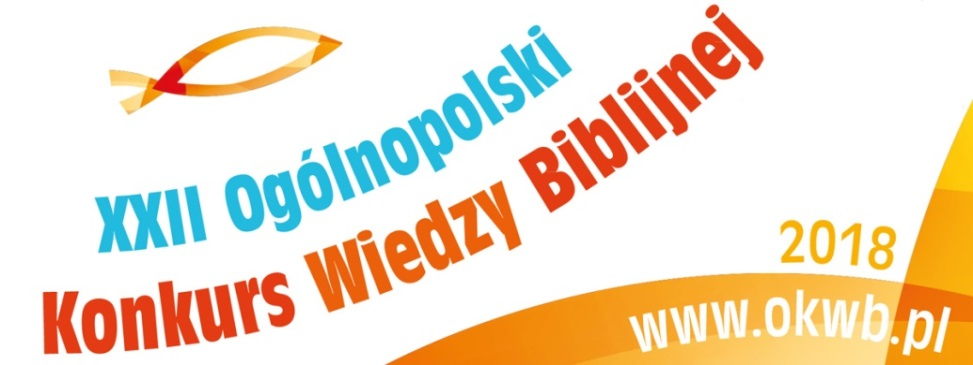 XXII Ogólnopolski
Konkurs Wiedzy Biblijnej
2018
www.okwb.pl